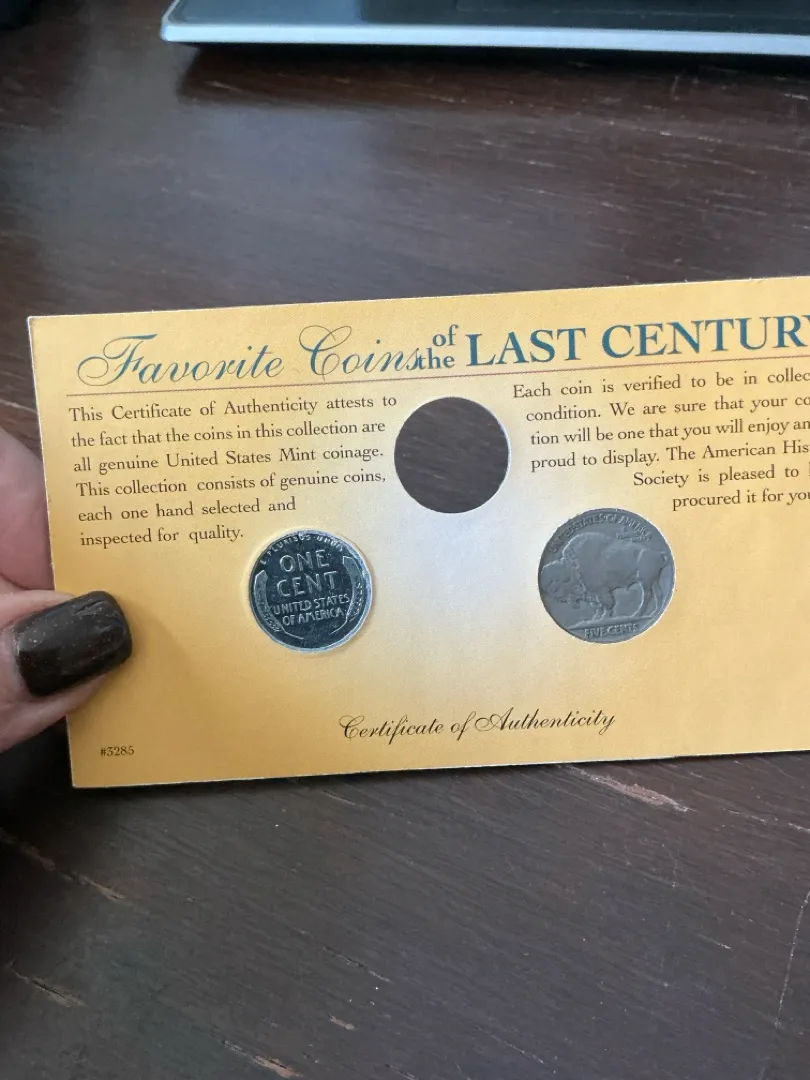 Favorite Coins of the LAST CENTURY
This Certificate of Authenticity attests to
the fact that the coins in this collection are
all genuine United States Mint coinage.
This collection consists of genuine coins,
each one hand selected and
inspected for quality.
Each coin is verified to be in collec
condition. We are sure that your co
tion will be one that you will enjoy an
proud to display. The American His
Society is pleased to
procured it for you
E PLURIBUS UNUM
ONE
CENT
UNITED STATES
OF AMERICA
UNITED STATES OF AMERICA
FIVE CENTS
Certificate of Authenticity
#3285